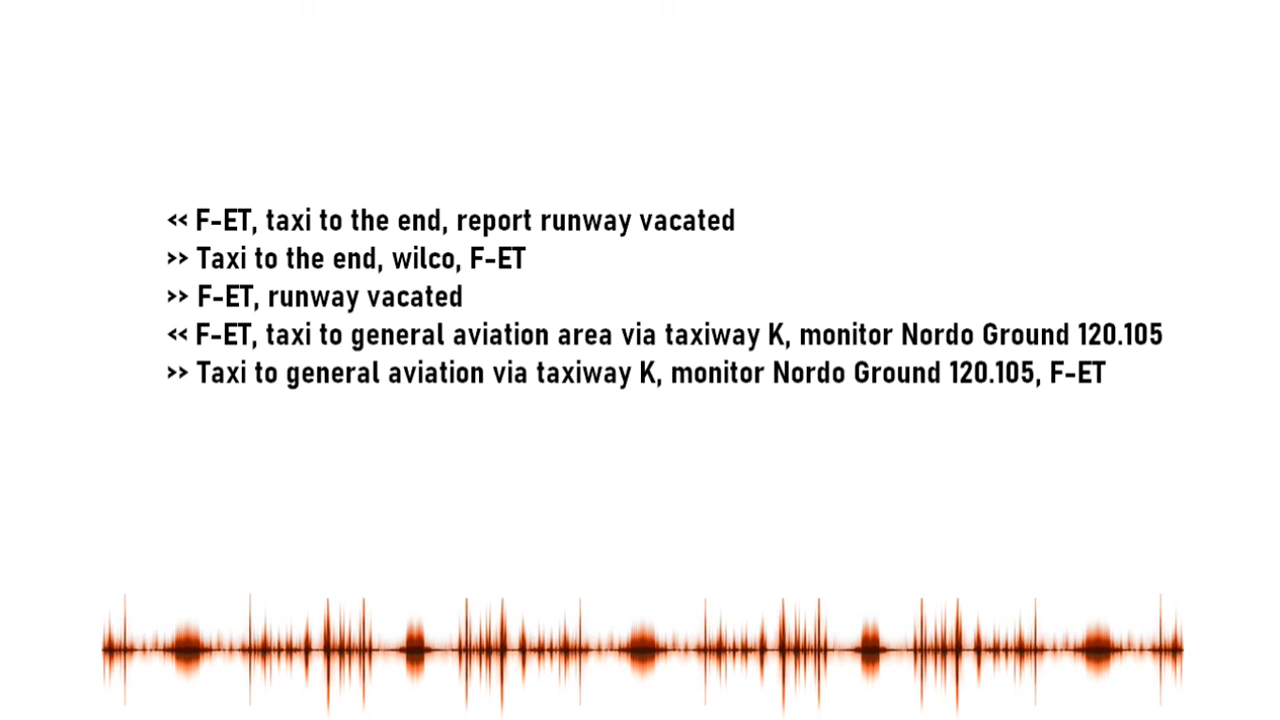 << F-ET, taxi to the end, report runway vacated
>> Taxi to the end, wilco, F-ET
>> F-ET, runway vacated
<< F-ET, taxi to general aviation area via taxiway K, monitor Nordo Ground 120.105
>> Taxi to general aviation via taxiway K, monitor Nordo Ground 120.105, F-ET